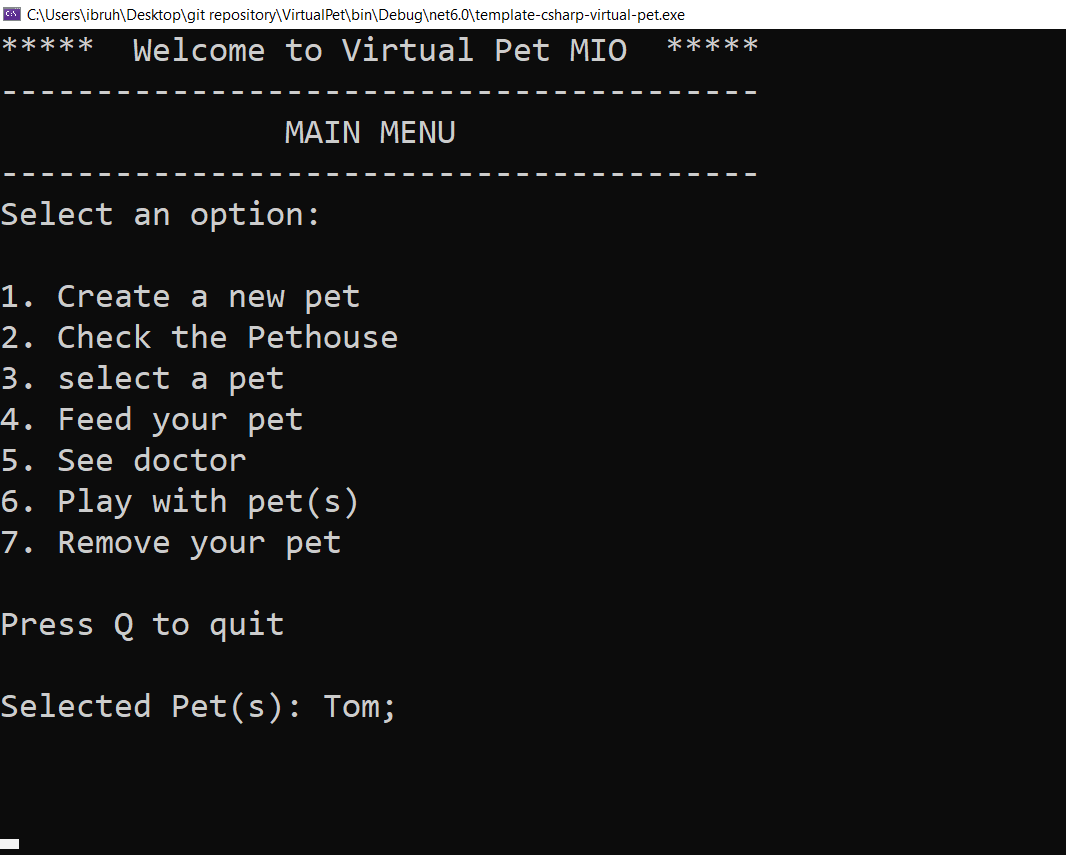 C:\Users\ibruh\Desktop\git repository\VirtualPet\bin\Debug\net6.0\template-csharp-virtual-pet.exe
*****  Welcome to Virtual Pet MIO  *****
----------------------------------------
MAIN MENU
----------------------------------------
Select an option:
1. Create a new pet
2. Check the Pethouse
3. select a pet
4. Feed your pet
5. See doctor
6. Play with pet(s)
7. Remove your pet
Press Q to quit
Selected Pet(s): Tom;